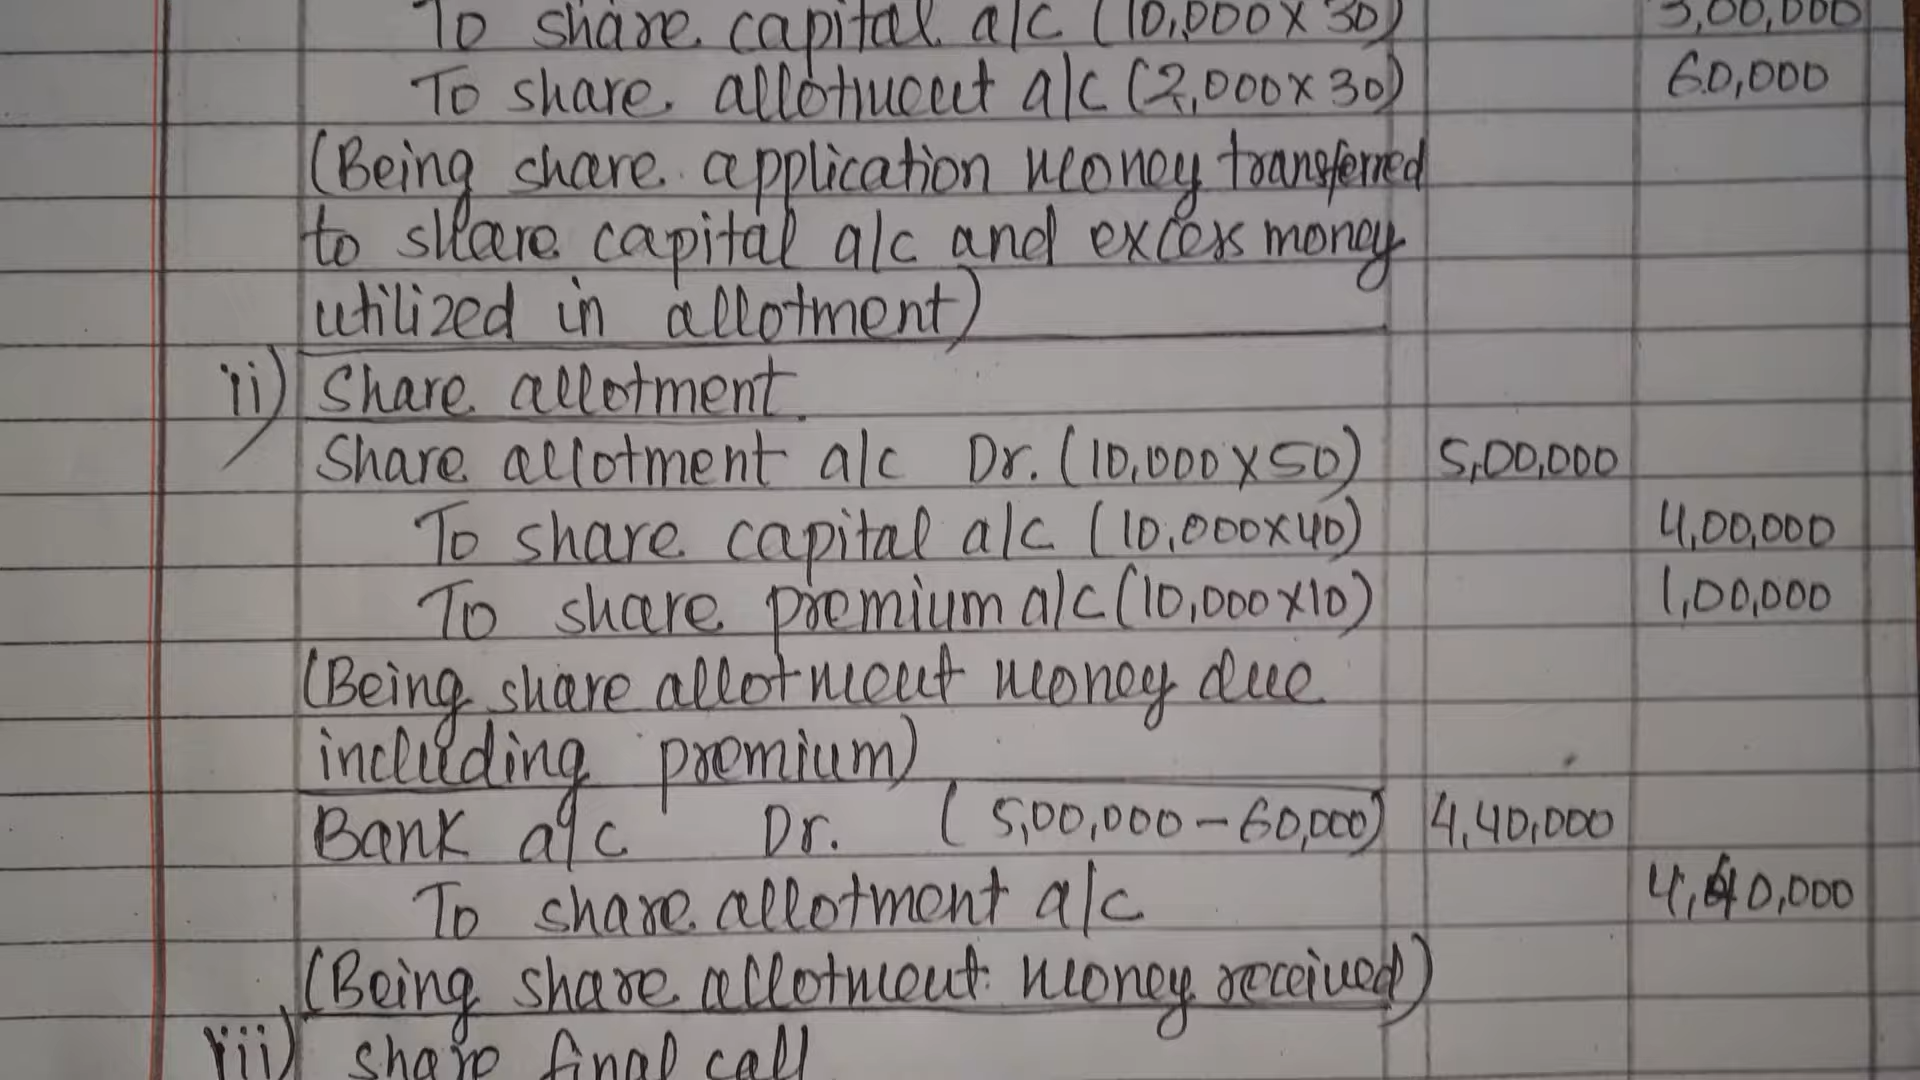 To share capital a/c (10,000 x 30) 3,00,000
To share allotment a/c (2,000 x 30) 60,000
(Being share application money transferred
to share capital a/c and excess money
utilized in allotment)
ii) Share allotment
Share allotment a/c Dr. (10,000 x 50) 5,00,000
To share capital a/c (10,000 x 40) 4,00,000
To share premium a/c (10,000 x 10) 1,00,000
(Being share allotment money due
including premium)
Bank a/c Dr. (5,00,000 - 60,000) 4,40,000
To share allotment a/c 4,40,000
(Being share allotment money received)
iii) share final call